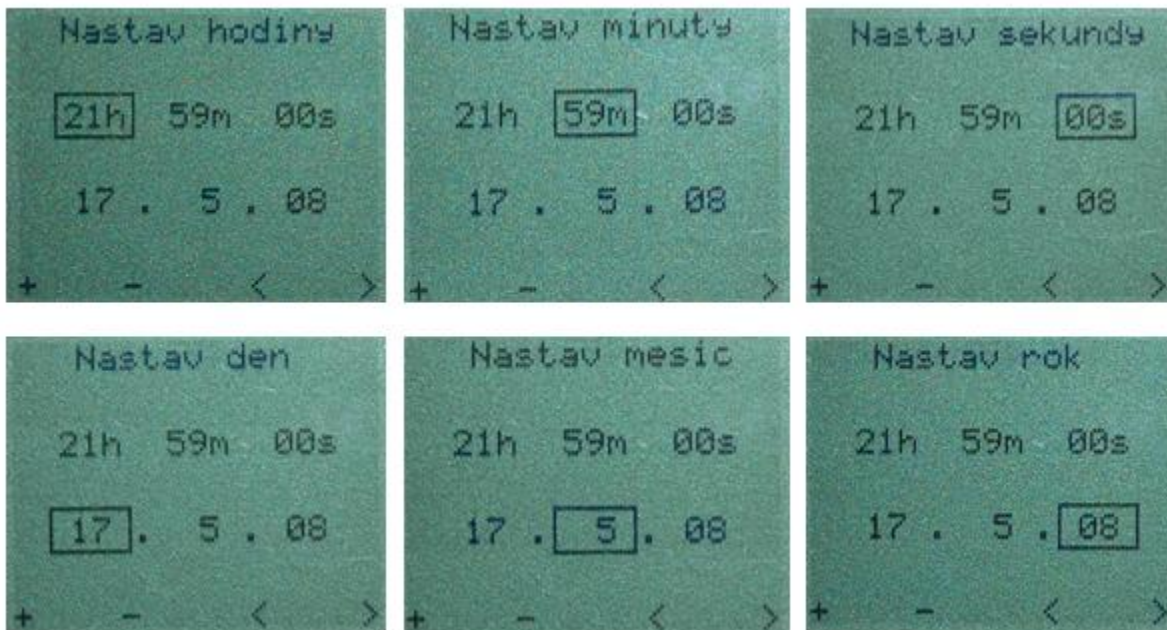 Nastav hodiny
21h 59m 00s
17 . 5 . 08
+ - < >
Nastav minuty
21h 59m 00s
17 . 5 . 08
+ - < >
Nastav sekundy
21h 59m 00s
17 . 5 . 08
+ - < >
Nastav den
21h 59m 00s
17 . 5 . 08
+ - < >
Nastav mesic
21h 59m 00s
17 . 5 . 08
+ - < >
Nastav rok
21h 59m 00s
17 . 5 . 08
+ - < >